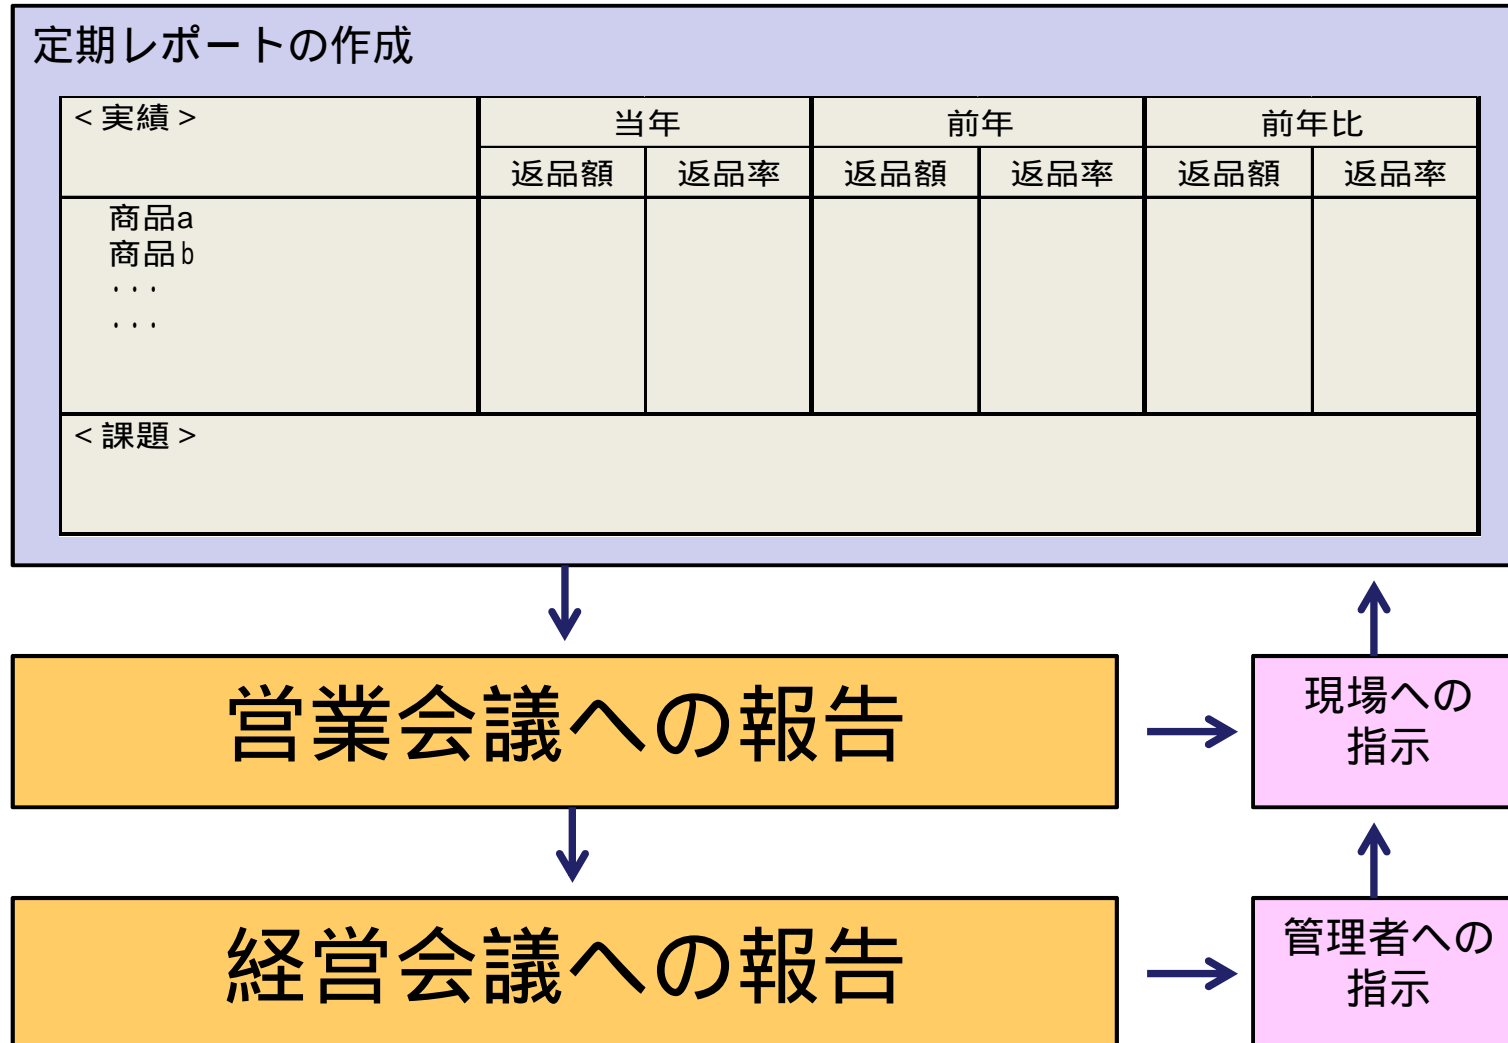 定期レポートの作成
<実績>
当年 前年 前年比
返品額 返品率 返品額 返品率 返品額 返品率
商品a
商品b
・・・
・・・
<課題>
営業会議への報告
現場への
指示
経営会議への報告
管理者への
指示